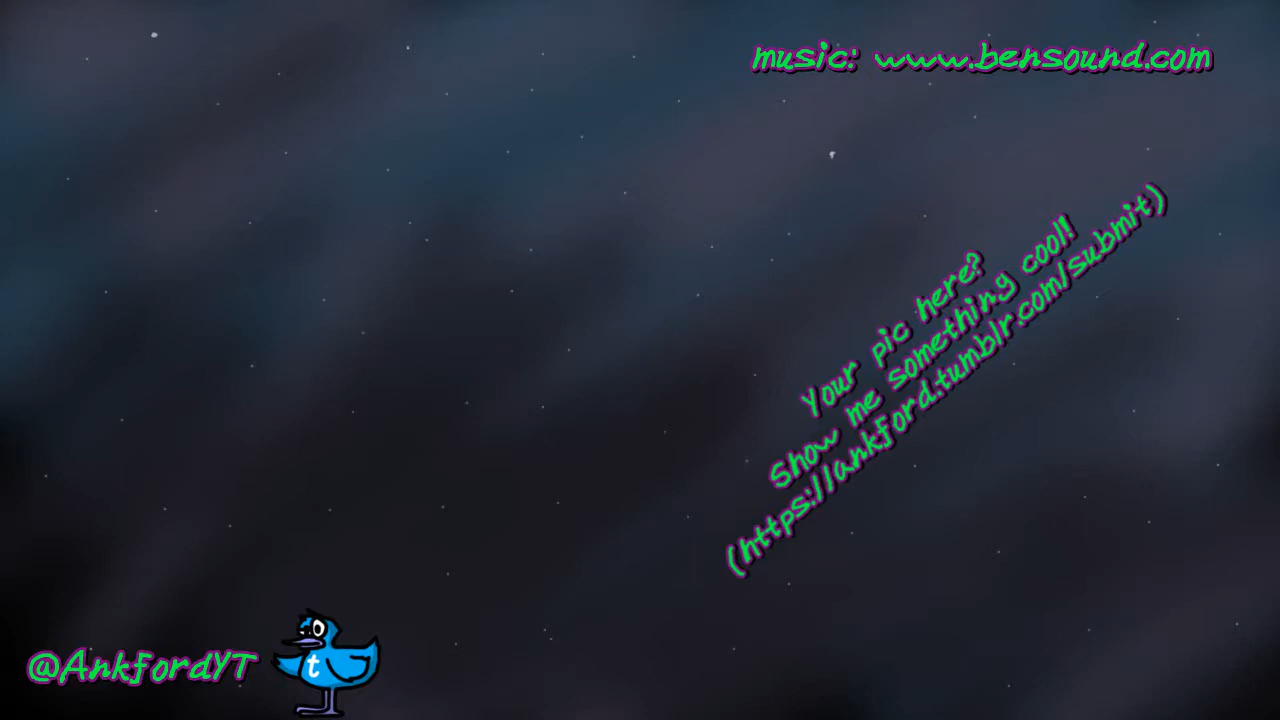 music: www.bensound.com
Your pic here?
Show me something cool!
(https://ankford.tumblr.com/submit)
@AnkfordYT
t